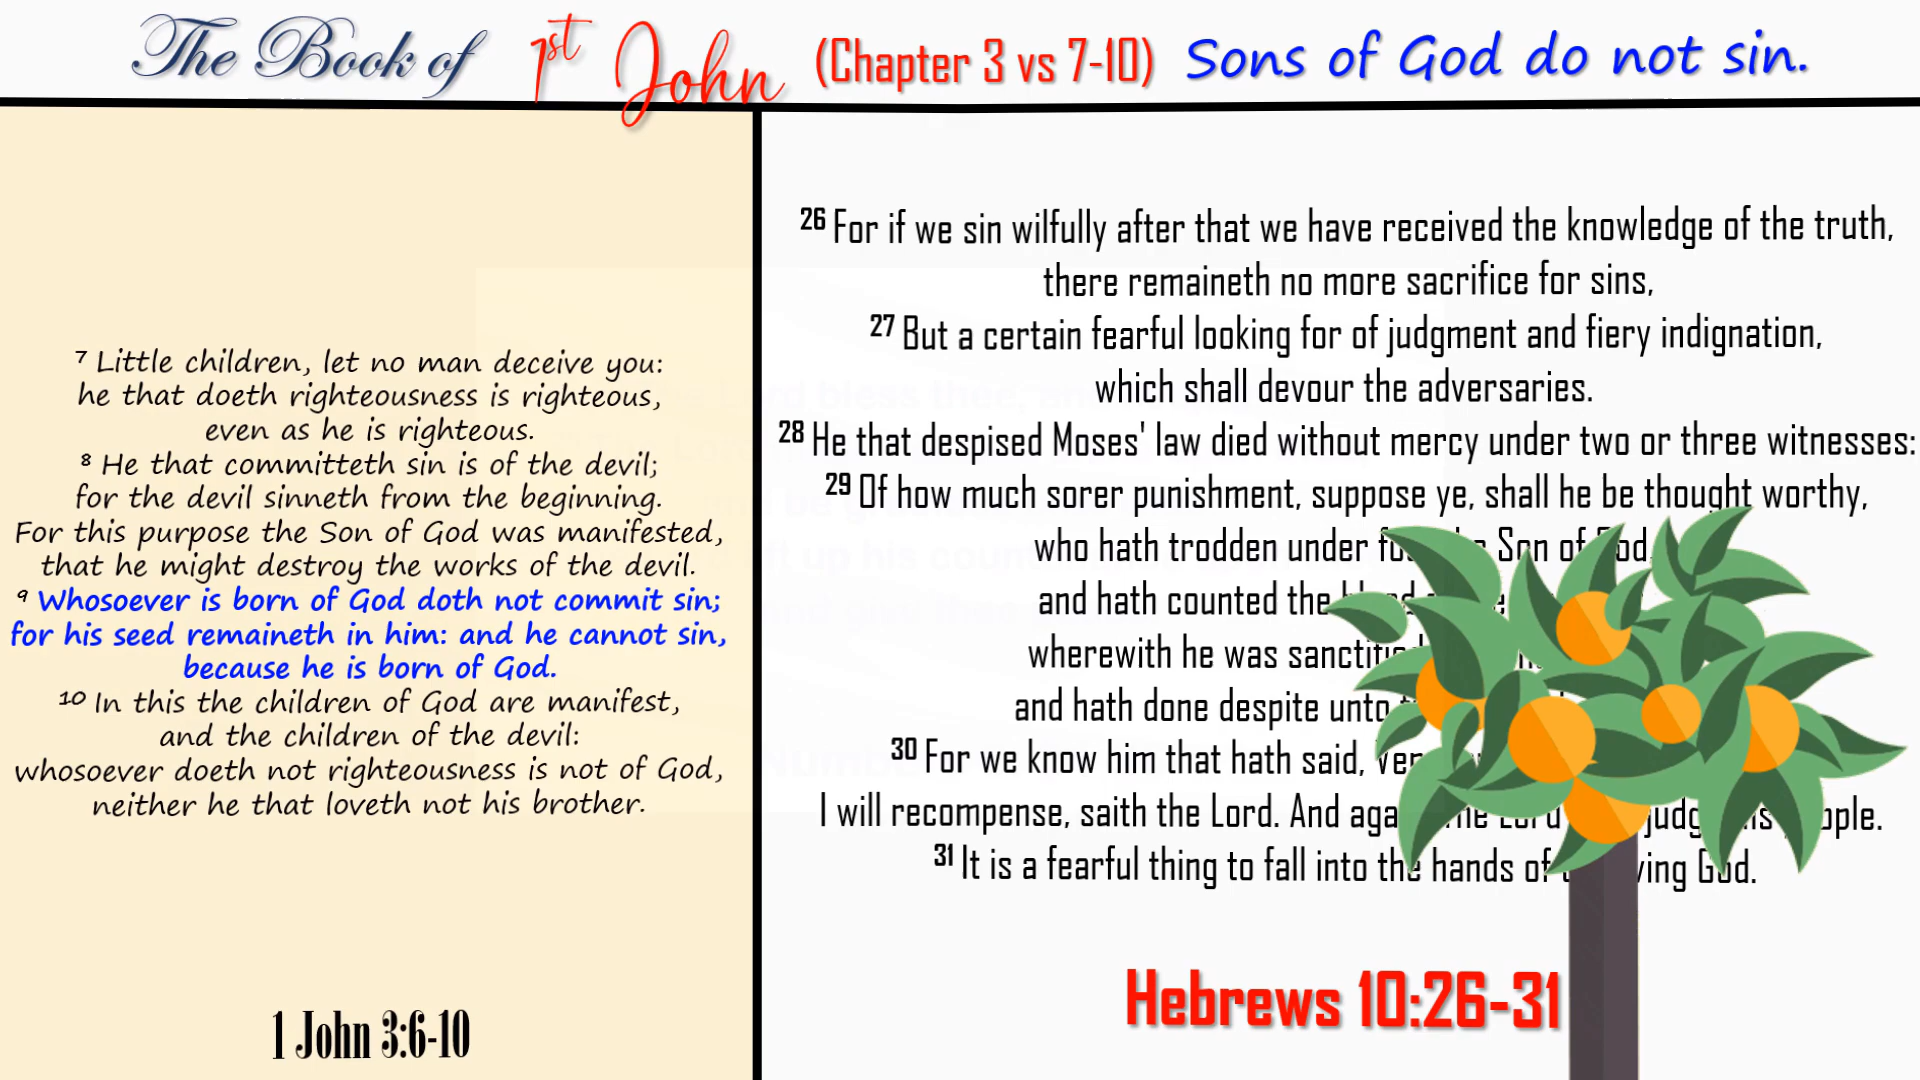 The Book of 1st John (Chapter 3 vs 7-10) Sons of God do not sin.
7 Little children, let no man deceive you:
he that doeth righteousness is righteous,
even as he is righteous.
8 He that committeth sin is of the devil;
for the devil sinneth from the beginning.
For this purpose the Son of God was manifested,
that he might destroy the works of the devil.
9 Whosoever is born of God doth not commit sin;
for his seed remaineth in him: and he cannot sin,
because he is born of God.
10 In this the children of God are manifest,
and the children of the devil:
whosoever doeth not righteousness is not of God,
neither he that loveth not his brother.
1 John 3:6-10
26 For if we sin wilfully after that we have received the knowledge of the truth,
there remaineth no more sacrifice for sins,
27 But a certain fearful looking for of judgment and fiery indignation,
which shall devour the adversaries.
28 He that despised Moses' law died without mercy under two or three witnesses:
29 Of how much sorer punishment, suppose ye, shall he be thought worthy,
who hath trodden under Son of God
and hath counted the
wherewith he was
and hath done despite unto
30 For we know him that hath said,
I will recompense, saith the Lord. And
31 It is a fearful thing to fall into the hands of God.
Hebrews 10:26-31